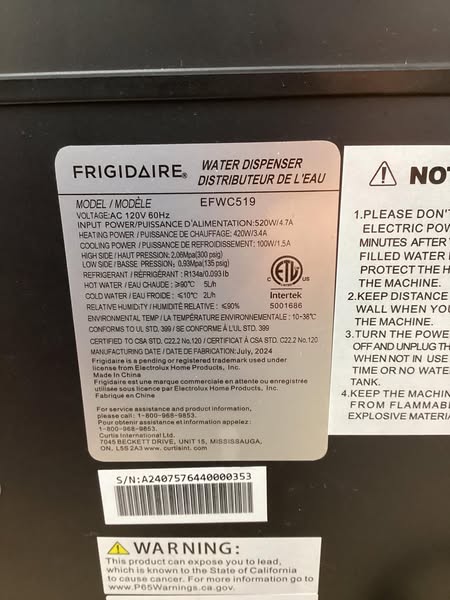 FRIGIDAIRE® WATER DISPENSER
DISTRIBUTEUR DE L'EAU
MODEL / MODÈLE EFWC519
VOLTAGE:AC 120V 60Hz
INPUT POWER/PUISSANCE D'ALIMENTATION:520W/4.7A
HEATING POWER / PUISSANCE DE CHAUFFAGE: 420W/3.4A
COOLING POWER / PUISSANCE DE REFROIDISSEMENT: 100W/1.5A
HIGH SIDE / HAUT PRESSION: 2.06Mpa(300 psig)
LOW SIDE / BASSE PRESSION: 0.93Mpa(135 psig)
REFRIGERANT / RÉFRIGÉRANT : R134a/0.093 lb
HOT WATER / EAU CHAUDE : ≥90°C 5L/h
COLD WATER / EAU FROIDE : ≤10°C 2L/h
RELATIVE HUMIDITY / HUMIDITÉ RELATIVE : ≤90%
ENVIRONMENTAL TEMP / LA TEMPÉRATURE ENVIRONNEMENTALE : 10~38°C
CONFORMS TO UL STD. 399 / SE CONFORME À L'UL STD. 399
CERTIFIED TO CSA STD. C22.2 No.120 / CERTIFICAT À CSA STD. C22.2 No.120
MANUFACTURING DATE / DATE DE FABRICATION: July, 2024
Frigidaire is a pending or registered trademark used under
license from Electrolux Home Products, Inc.
Made in China
Frigidaire est une marque commerciale en attente ou enregistrée
utilisée sous licence par Electrolux Home Products, Inc.
Fabriqué en Chine
For service assistance and product
information, please call: 1-800-968-9853.
Pour obtenir assistance et information appelez :
1-800-968-9853.
Curtis International Ltd.
7045 BECKETT DRIVE, UNIT 15, MISSISSAUGA,
ON, L5S 2A3 www.curtisint.com
C ETL US
Intertek
5001686
S/N:A2407576440000353
WARNING:
This product can expose you to lead,
which is known to the State of California
to cause cancer. For more information go to
www.P65Warnings.ca.gov.
NOT
1.PLEASE DON'T
ELECTRIC POW
MINUTES AFTER
FILLED WATER
PROTECT THE H
THE MACHINE.
2.KEEP DISTANCE
WALL WHEN YOU
THE MACHINE.
3.TURN THE POWE
OFF AND UNPLUG TH
WHEN NOT IN USE
TIME OR NO WATE
TANK.
4.KEEP THE MACHIN
FROM FLAMMAB
EXPLOSIVE MATERIA